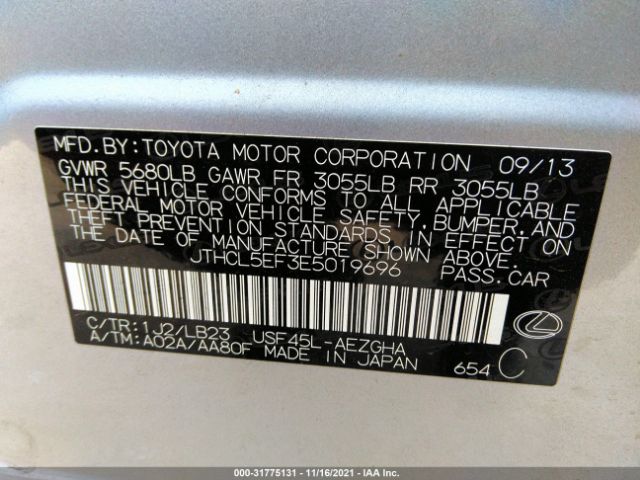 MFD.BY:TOYOTA MOTOR CORPORATION 09/13
GVWR 5680LB GAWR FR 3055LB RR 3055LB
THIS VEHICLE CONFORMS TO ALL APPLICABLE
FEDERAL MOTOR VEHICLE SAFETY,BUMPER,AND
THEFT PREVENTION STANDARDS IN EFFECT ON
THE DATE OF MANUFACTURE SHOWN ABOVE.
JTHCL5EF3E5019696 PASS.CAR
C/TR:1J2/LB23 USF45L-AEZGHA
A/TM:A02A/AA80F MADE IN JAPAN 654 C
000-31775131 - 11/16/2021 - IAA Inc.